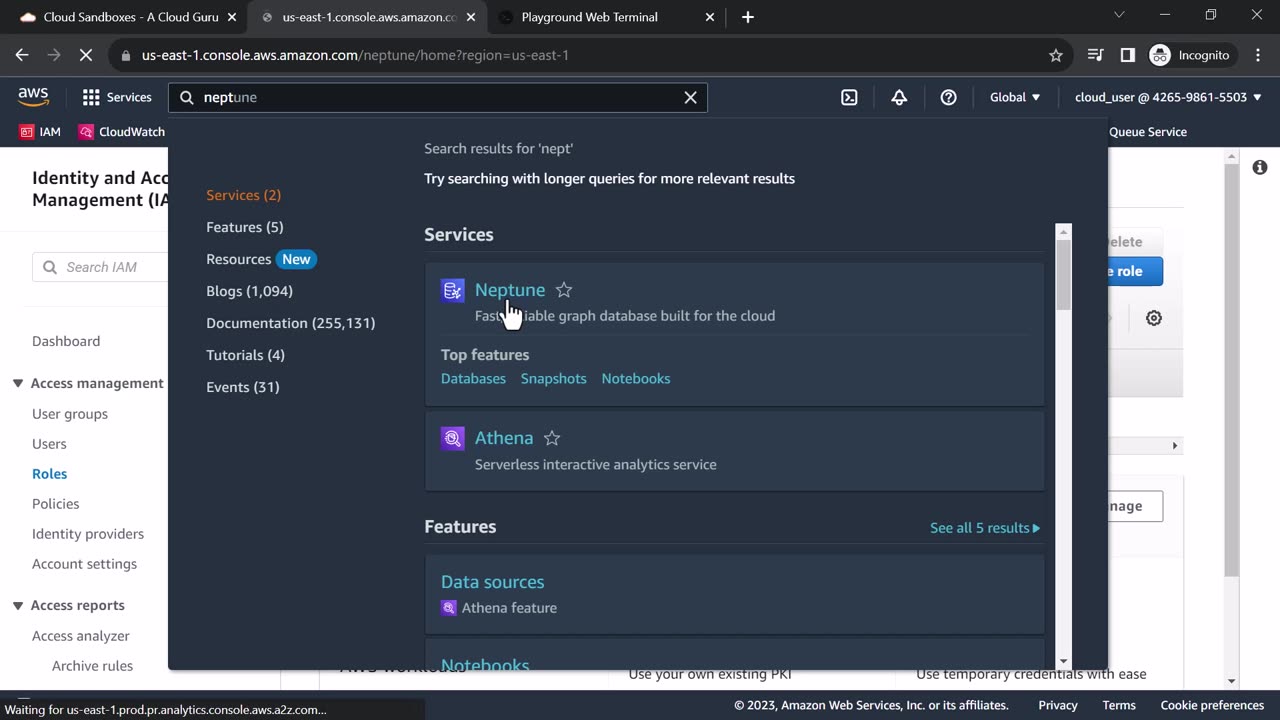 Cloud Sandboxes - A Cloud Guru
us-east-1.console.aws.amazon.co
Playground Web Terminal
us-east-1.console.aws.amazon.com/neptune/home?region=us-east-1
Incognito
aws
Services
neptune
Global
cloud_user @ 4265-9861-5503
IAM
CloudWatch
Queue Service
Identity and Acc
Management (IA
Search IAM
Dashboard
Access management
User groups
Users
Roles
Policies
Identity providers
Account settings
Access reports
Access analyzer
Archive rules
Services (2)
Features (5)
Resources New
Blogs (1,094)
Documentation (255,131)
Tutorials (4)
Events (31)
Search results for 'nept'
Try searching with longer queries for more relevant results
Services
Neptune
Fast, iable graph database built for the cloud
Top features
Databases Snapshots Notebooks
Athena
Serverless interactive analytics service
Features
See all 5 results
Data sources
Athena feature
Notebooks
elete
e role
nage
Use your own existing PKI
Use temporary credentials with ease
Waiting for us-east-1.prod.pr.analytics.console.aws.a2z.com...
© 2023, Amazon Web Services, Inc. or its affiliates.
Privacy
Terms
Cookie preferences